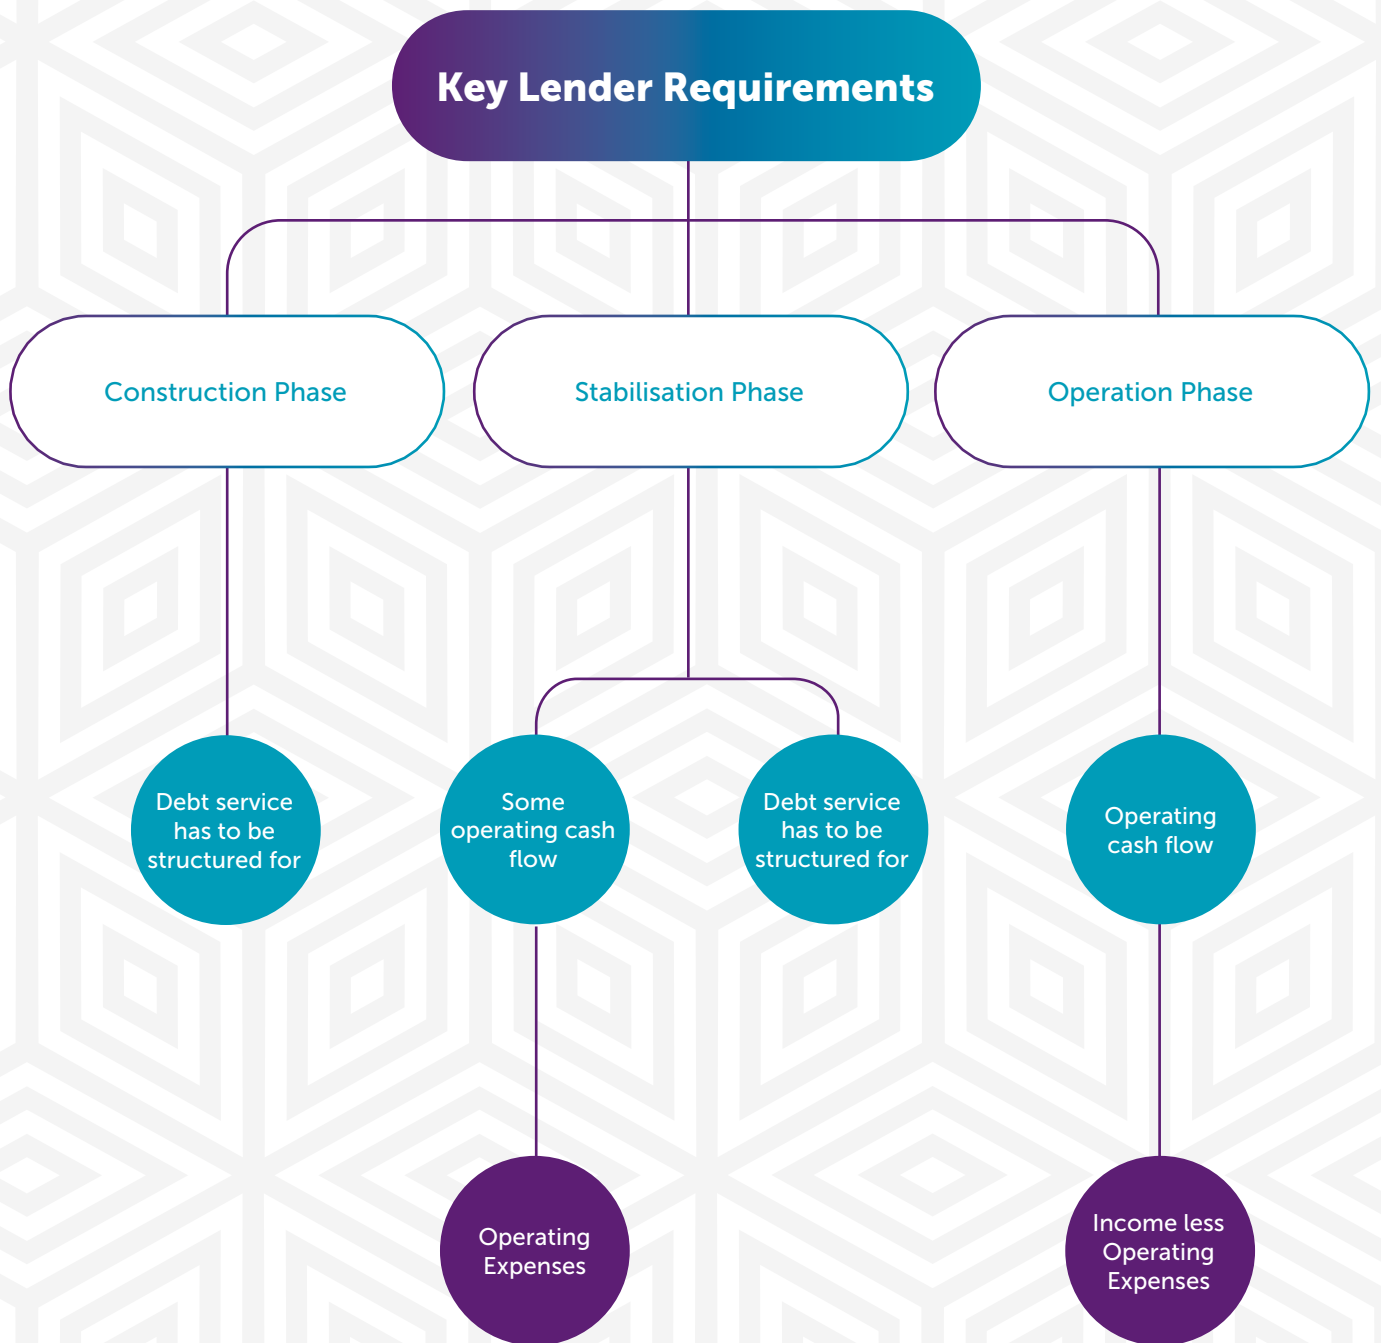 Key Lender Requirements
Construction Phase
Stabilisation Phase
Operation Phase
Debt service
has to be
structured for
Some
operating cash
flow
Debt service
has to be
structured for
Operating
cash flow
Operating
Expenses
Income less
Operating
Expenses